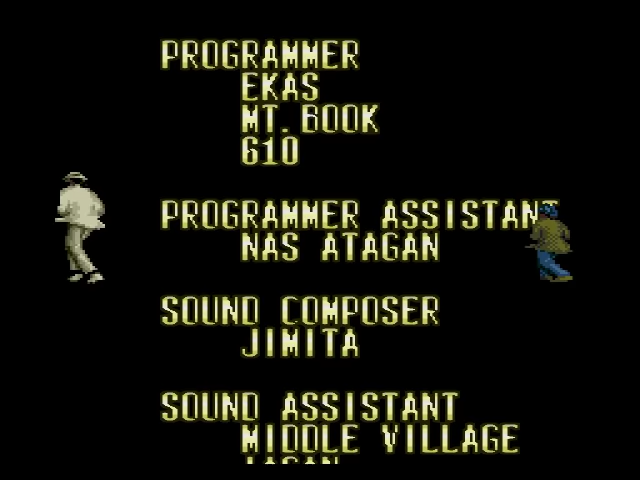 PROGRAMMER
EKAS
MT. BOOK
610
PROGRAMMER ASSISTANT
NAS ATAGAN
SOUND COMPOSER
JIMITA
SOUND ASSISTANT
MIDDLE VILLAGE